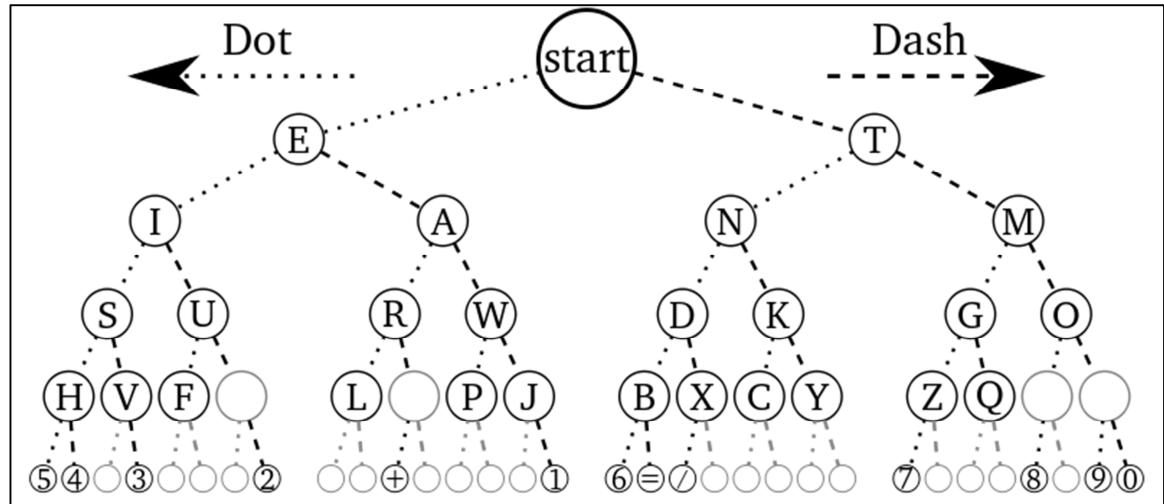 Dot start Dash
E T
I A N M
S U R W D K G O
H V F L P J B X C Y Z Q
5 4 3 2 + 1 6 = / 7 8 9 0